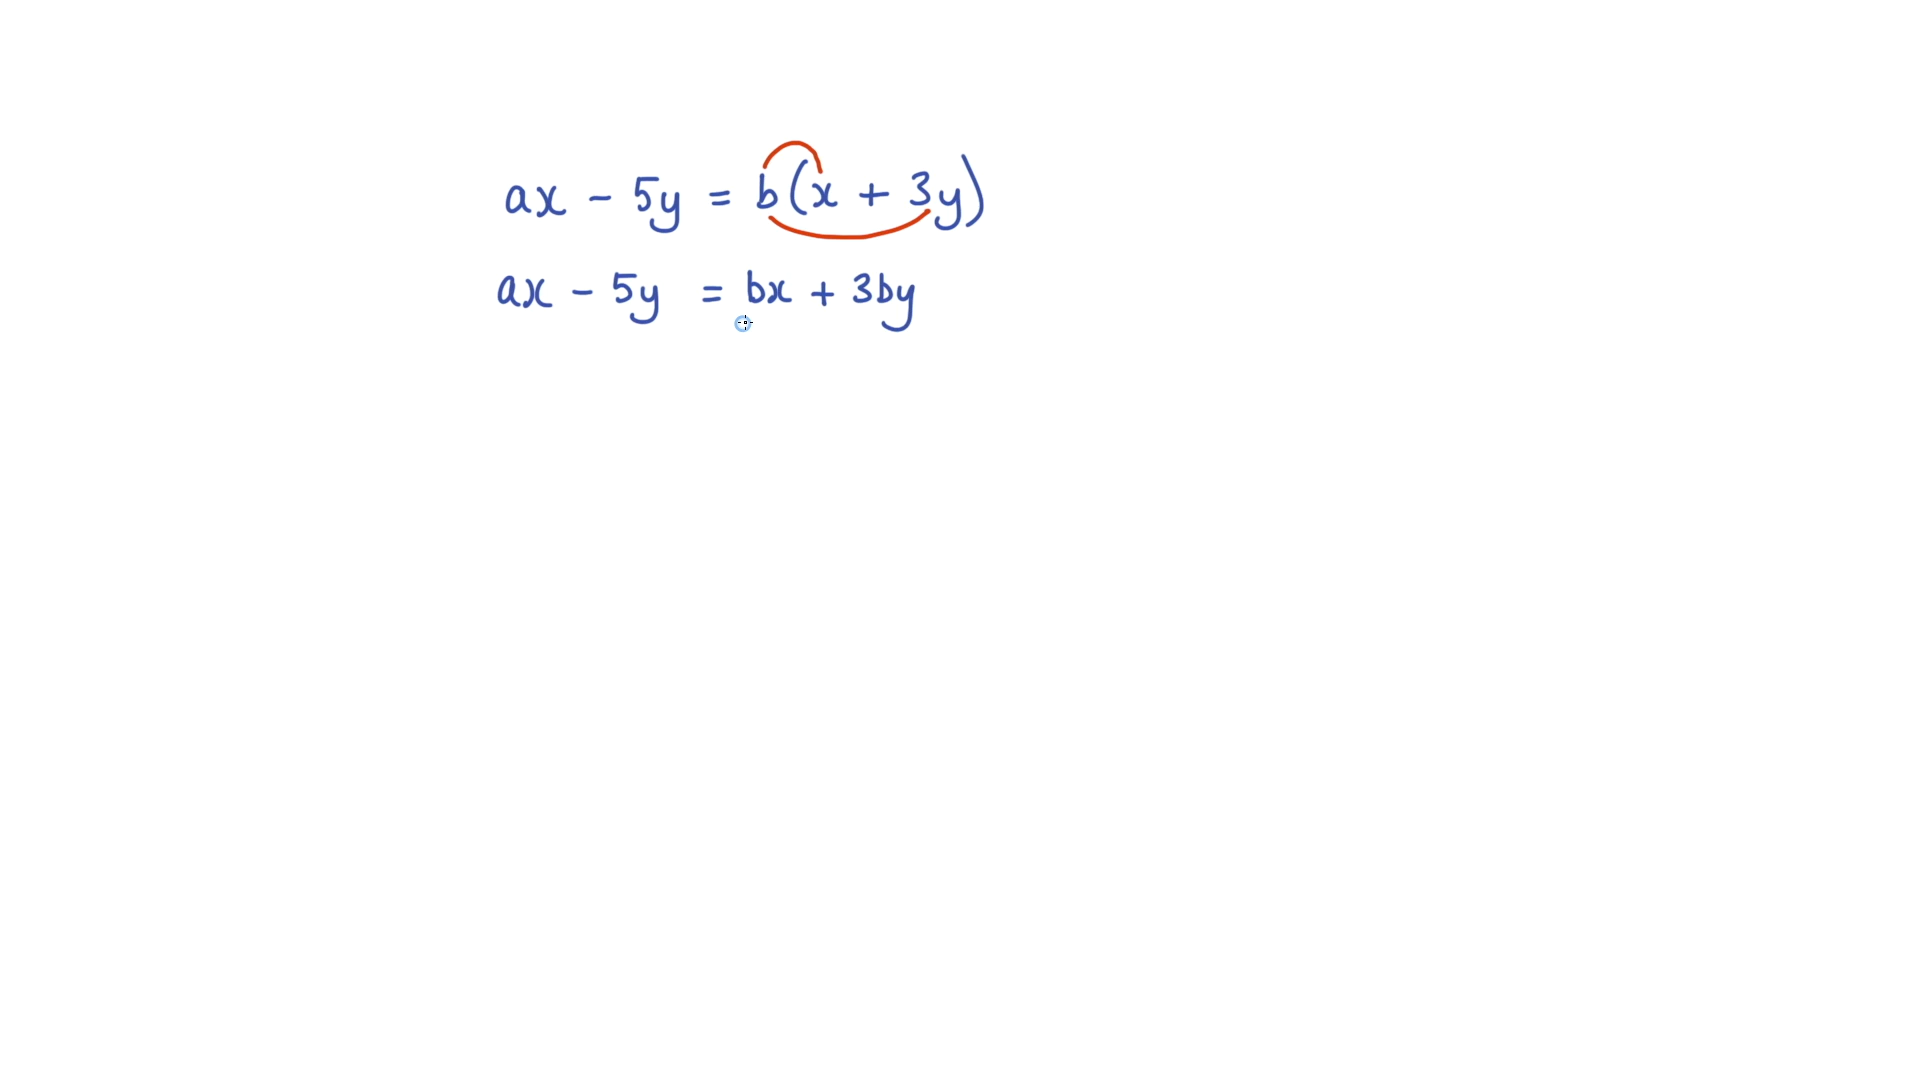 ax - 5y = b(x + 3y)
ax - 5y = bx + 3by